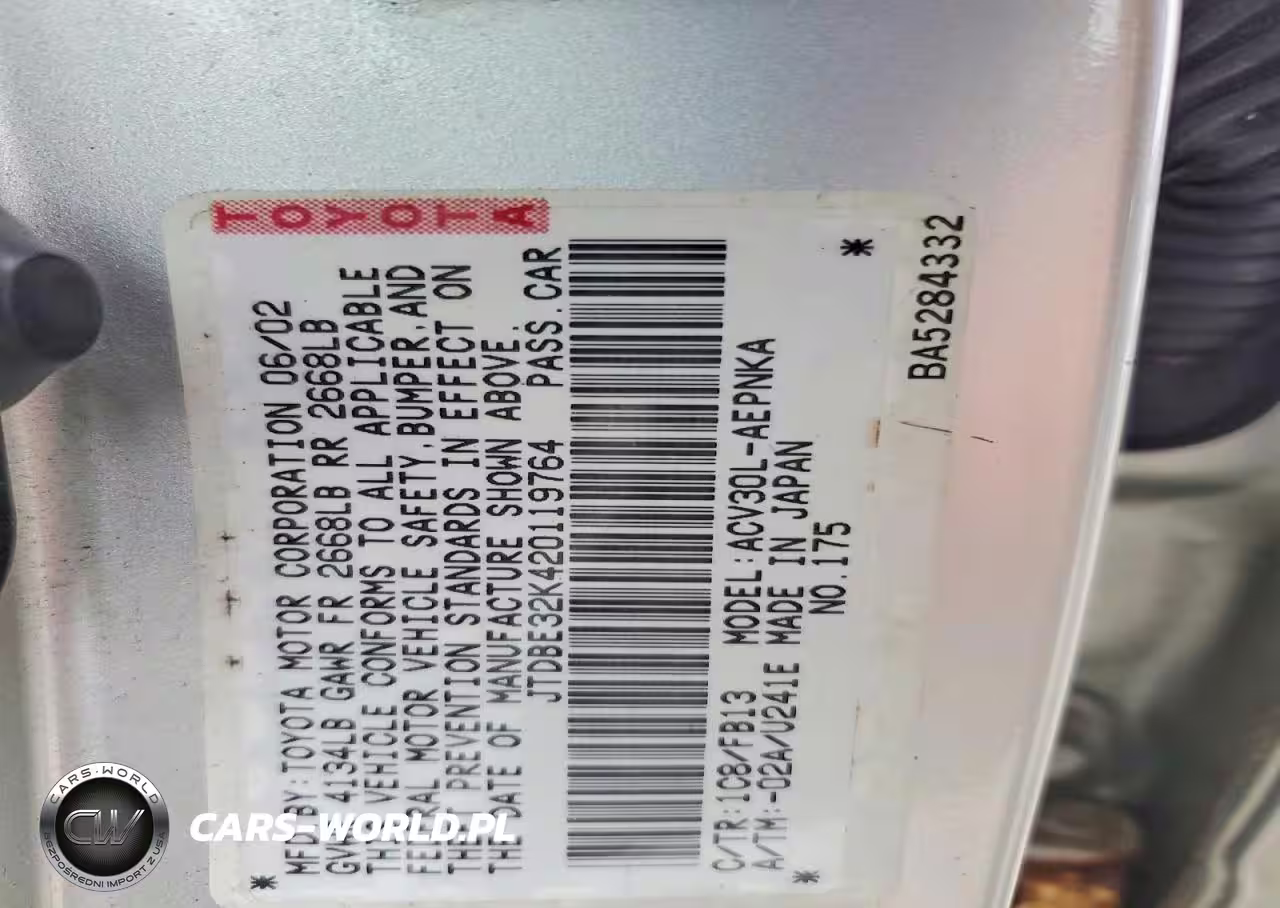 TOYOTA
MFD.BY:TOYOTA MOTOR CORPORATION 06/02
GVWR 4134LB GAWR FR 2668LB RR 2668LB
THIS VEHICLE CONFORMS TO ALL APPLICABLE
FEDERAL MOTOR VEHICLE SAFETY,BUMPER,AND
THEFT PREVENTION STANDARDS IN EFFECT ON
THE DATE OF MANUFACTURE SHOWN ABOVE.
JTDBE32K420119764 PASS.CAR
C/TR:1C8/FB13 MODEL:ACV30L-AEPNKA
A/TM:-02A/U241E MADE IN JAPAN
* NO.175 *
BA5284332
CARS-WORLD
CW
BEZPOŚREDNI IMPORT Z USA
CARS-WORLD.PL